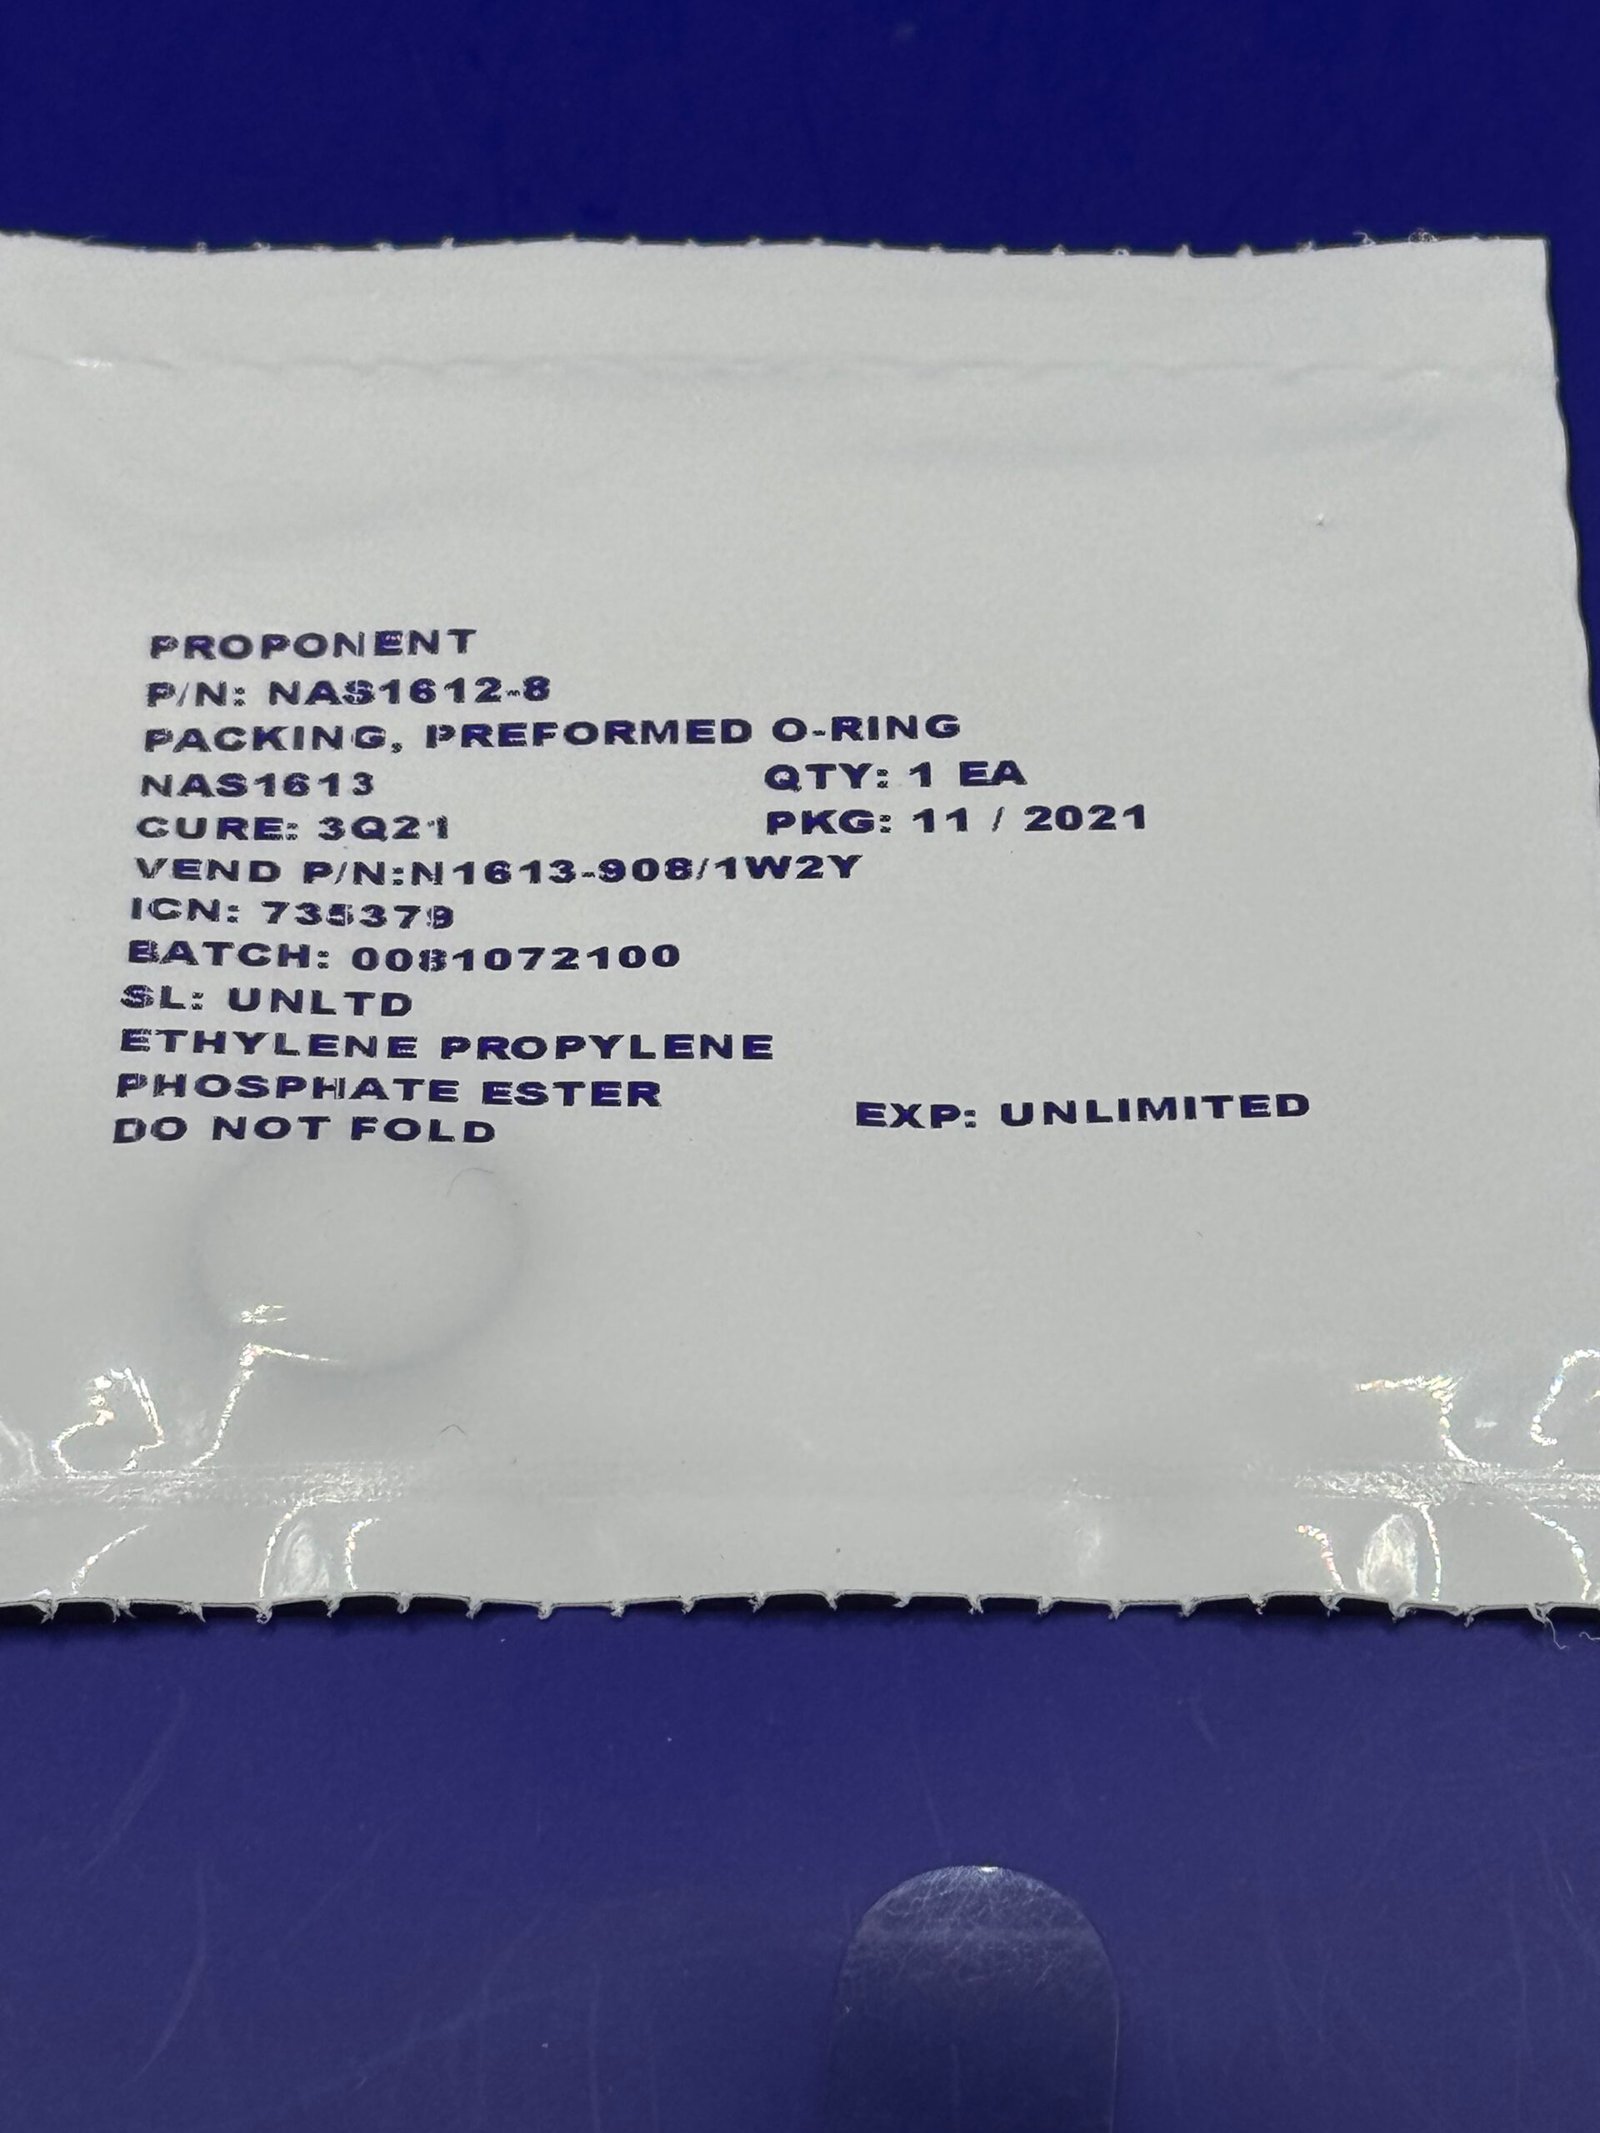 PROPONENT
P/N: NAS1612-8
PACKING, PREFORMED O-RING
NAS1613 QTY: 1 EA
CURE: 3Q21 PKG: 11 / 2021
VEND P/N:N1613-908/1W2Y
ICN: 735379
BATCH: 0081072100
SL: UNLTD
ETHYLENE PROPYLENE
PHOSPHATE ESTER
DO NOT FOLD EXP: UNLIMITED